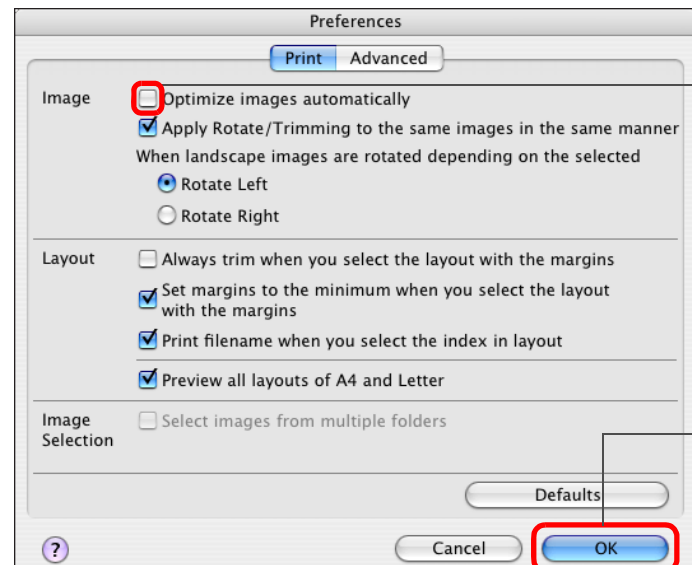 Preferences
Print Advanced
Image Optimize images automatically
Apply Rotate/Trimming to the same images in the same manner
When landscape images are rotated depending on the selected
Rotate Left
Rotate Right
Layout Always trim when you select the layout with the margins
Set margins to the minimum when you select the layout
with the margins
Print filename when you select the index in layout
Preview all layouts of A4 and Letter
Image Select images from multiple folders
Selection
Defaults
? Cancel OK